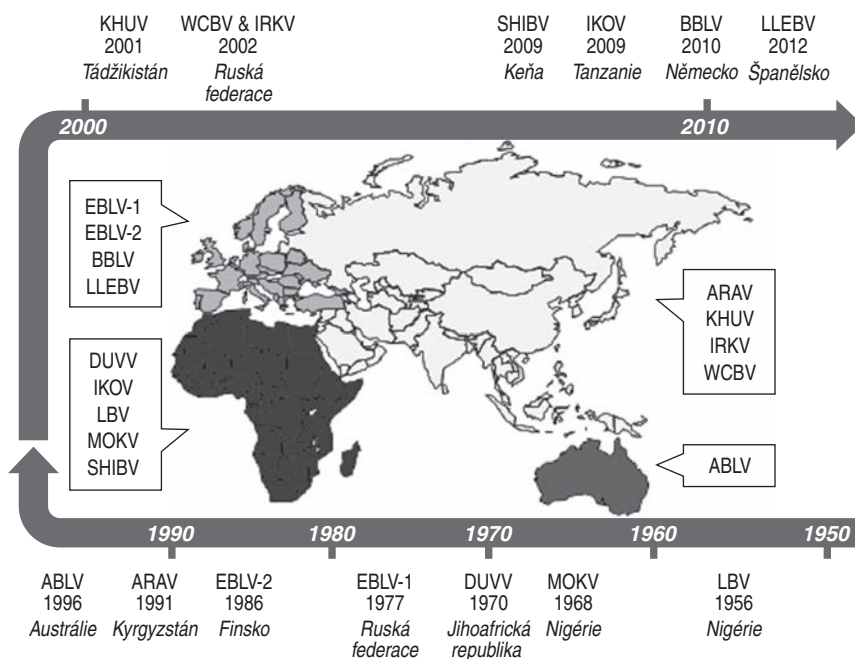 KHUV
2001
Tádžikistán
WCBV & IRKV
2002
Ruská
federace
SHIBV
2009
Keňa
IKOV
2009
Tanzanie
BBLV
2010
Německo
LLEBV
2012
Španělsko
2000
2010
EBLV-1
EBLV-2
BBLV
LLEBV
DUVV
IKOV
LBV
MOKV
SHIBV
ARAV
KHUV
IRKV
WCBV
ABLV
1990
1980
1970
1960
1950
ABLV
1996
Austrálie
ARAV
1991
Kyrgyzstán
EBLV-2
1986
Finsko
EBLV-1
1977
Ruská
federace
DUVV
1970
Jihoafrická
republika
MOKV
1968
Nigérie
LBV
1956
Nigérie